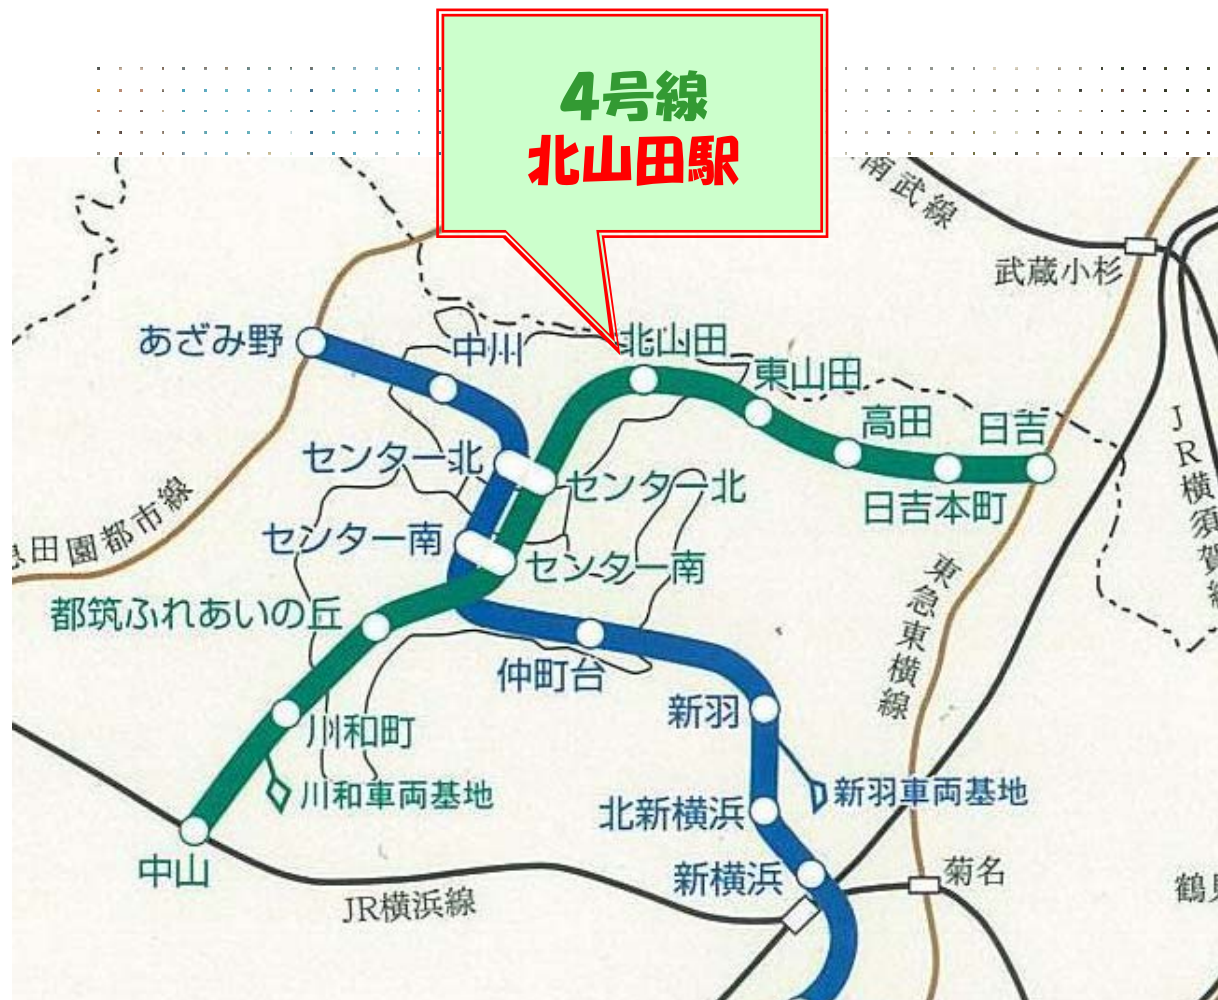 4号線
北山田駅
南武線
武蔵小杉
あざみ野
中川
北山田
東山田
高田
日吉
センター北
センター北
日吉本町
JR横須賀
田園都市線
センター南
センター南
東急東横線
都筑ふれあいの丘
仲町台
新羽
川和町
川和車両基地
新羽車両基地
北新横浜
中山
新横浜
菊名
JR横浜線